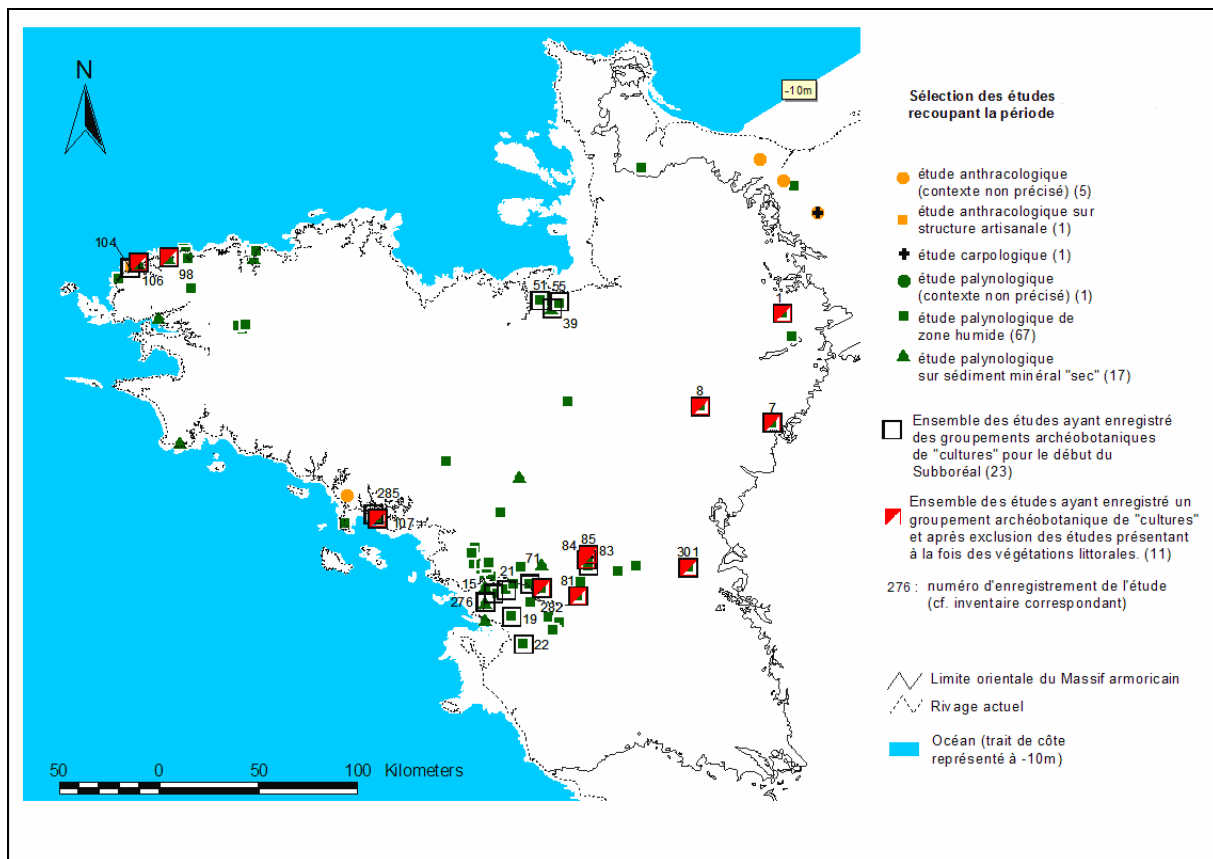 N
-10m
104
106
98
51
55
39
1
8
7
285
107
85
84
83
301
71
21
15
81
276
282
19
22
50
0
50
100
Kilometers
Sélection des études
recoupant la période
étude anthracologique
(contexte non précisé) (5)
étude anthracologique sur
structure artisanale (1)
étude carpologique (1)
étude palynologique
(contexte non précisé) (1)
étude palynologique de
zone humide (67)
étude palynologique
sur sédiment minéral "sec" (17)
Ensemble des études ayant enregistré
des groupements archéobotaniques
de "cultures" pour le début du
Subboréal (23)
Ensemble des études ayant enregistré un
groupement archéobotanique de "cultures"
et après exclusion des études présentant
à la fois des végétations littorales. (11)
276 : numéro d'enregistrement de l'étude
(cf. inventaire correspondant)
Limite orientale du Massif armoricain
Rivage actuel
Océan (trait de côte
représenté à -10m)